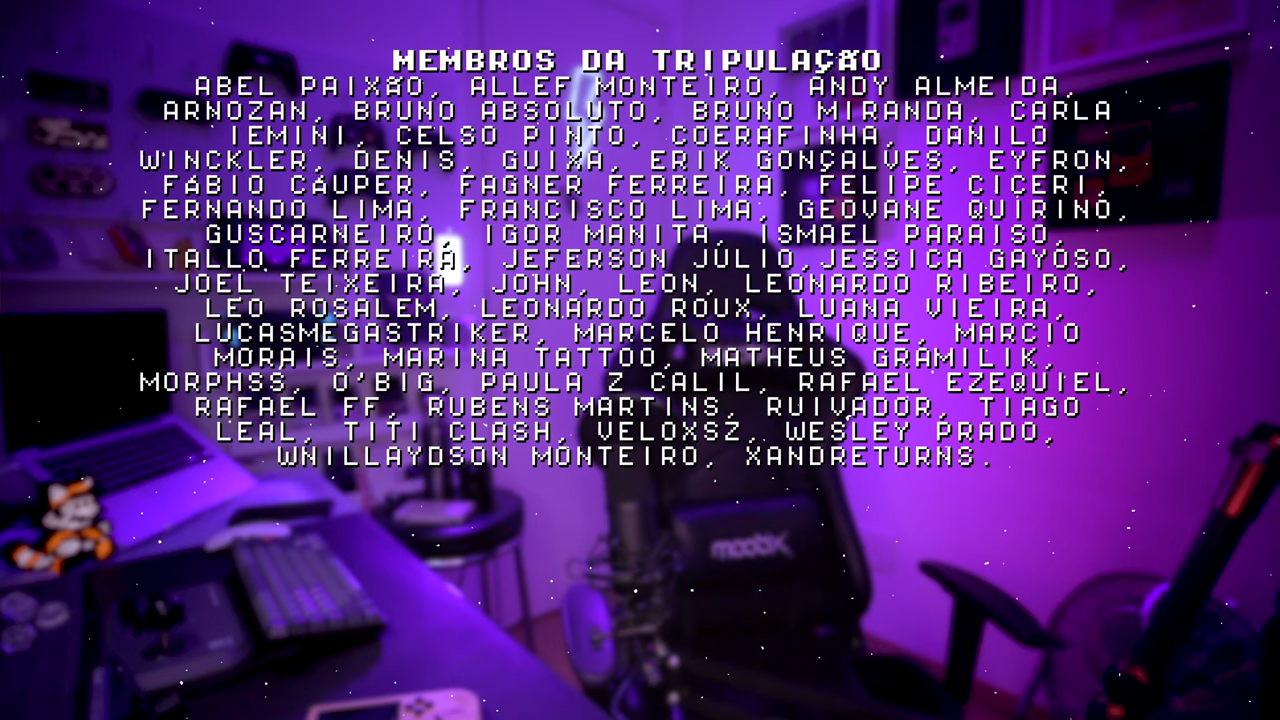 MEMBROS DA TRIPULAÇÃO
ABEL PAIXÃO, ALLEF MONTEIRO, ANDY ALMEIDA,
ARNOZAN, BRUNO ABSOLUTO, BRUNO MIRANDA, CARLA
IEMINI, CELSO PINTO, COERAFINHA, DANILO
WINCKLER, DENIS, GUIXA, ERIK GONÇALVES, EYFRON,
FÁBIO CAUPER, FAGNER FERREIRA, FELIPE CICERI,
FERNANDO LIMA, FRANCISCO LIMA, GEOVANE QUIRINO,
GUSCARNEIRO, IGOR MANITA, ISMAEL PARAISO,
ITALLO FERREIRA, JEFERSON JULIO,JESSICA GAYOSO,
JOEL TEIXEIRA, JOHN, LEON, LEONARDO RIBEIRO,
LEO ROSALEM, LEONARDO ROUX, LUANA VIEIRA,
LUCASMEGASTRIKER, MARCELO HENRIQUE, MARCIO
MORAIS, MARINA TATTOO, MATHEUS GRAMILIK,
MORPHSS, O'BIG, PAULA Z CALIL, RAFAEL EZEQUIEL,
RAFAEL FF, RUBENS MARTINS, RUIVADOR, TIAGO
LEAL, TITI CLASH, VELOXSZ, WESLEY PRADO,
WNILLAYDSON MONTEIRO, XANDRETURNS.
moobX